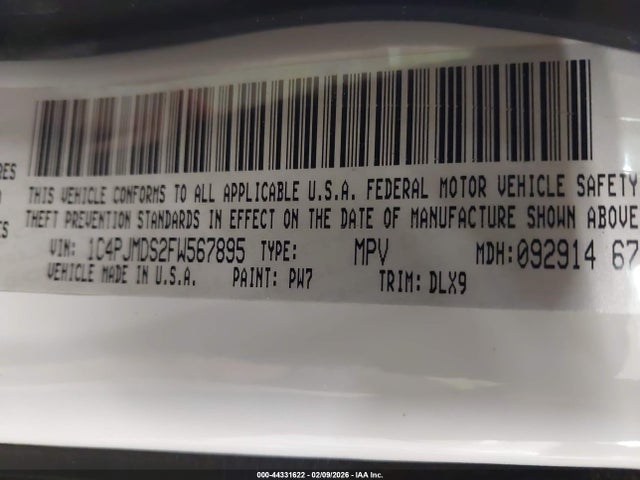 RES
THIS VEHICLE CONFORMS TO ALL APPLICABLE U.S.A. FEDERAL MOTOR VEHICLE SAFETY
THEFT PREVENTION STANDARDS IN EFFECT ON THE DATE OF MANUFACTURE SHOWN ABOVE
ES
VIN: 1C4PJMDS2FW567895 TYPE: MPV MDH: 092914 67
VEHICLE MADE IN U.S.A. PAINT: PW7 TRIM: DLX9
000-44331622 | 02/09/2026 - IAA Inc.